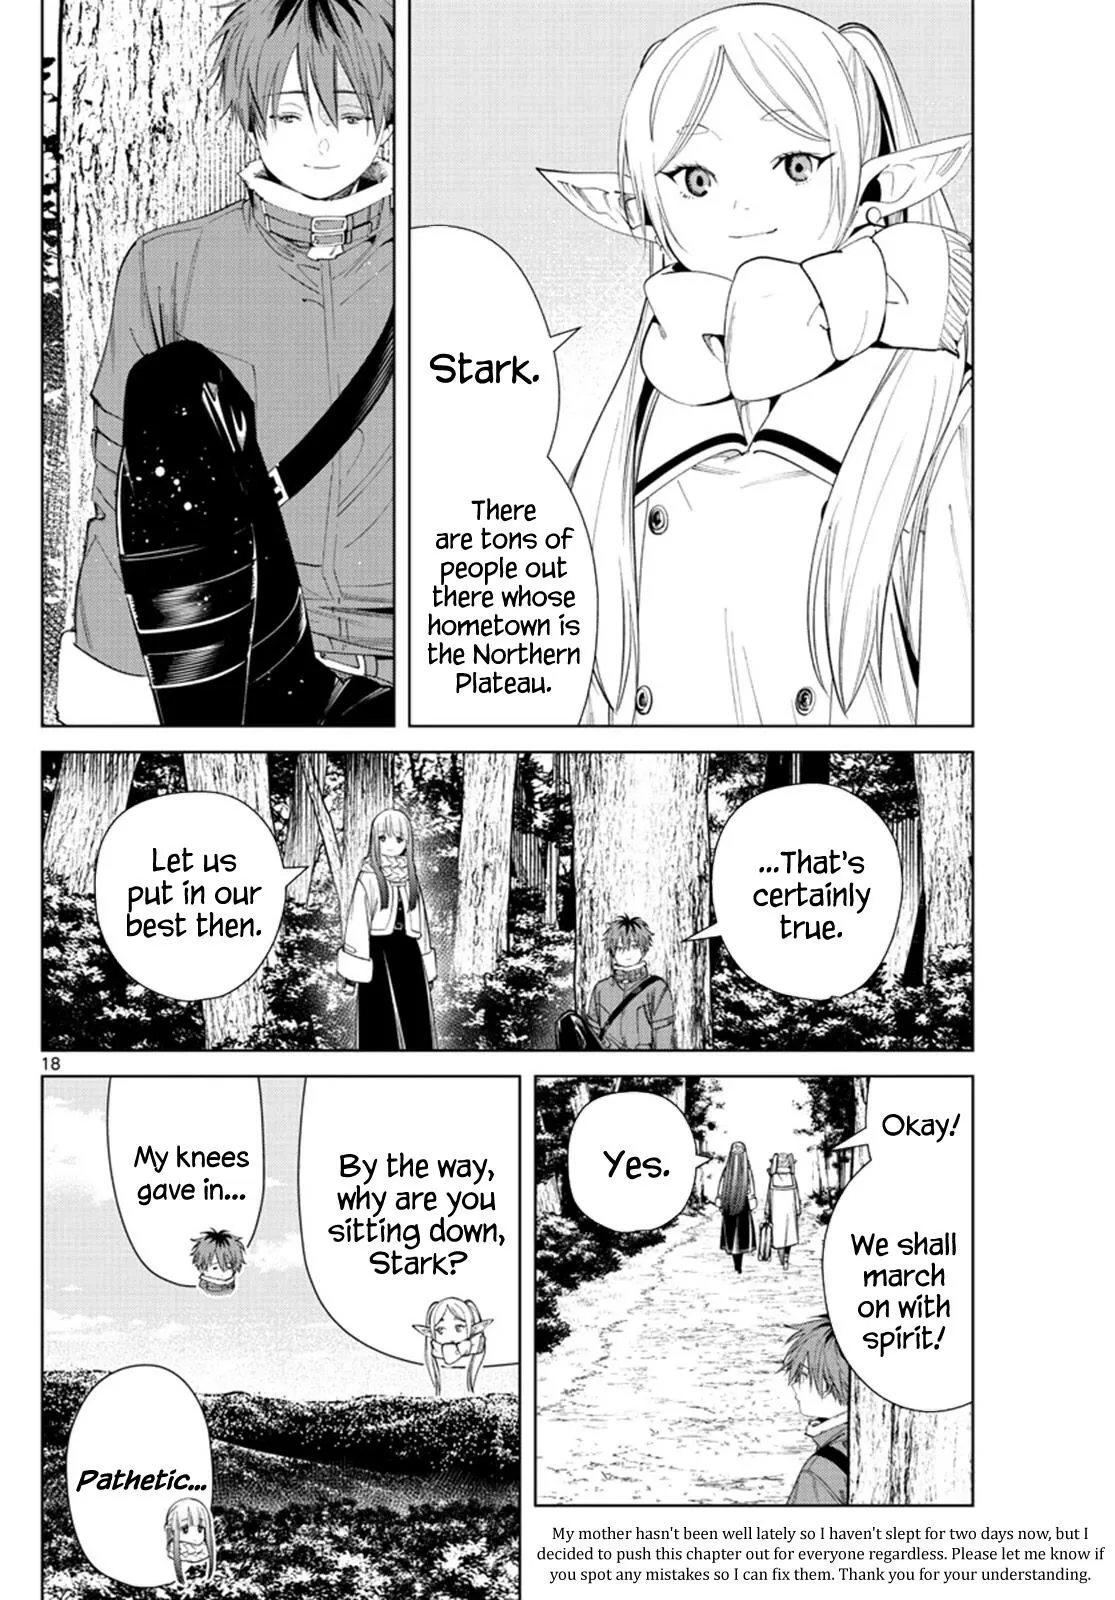 Stark.
There
are tons of
people out
there whose
hometown is
the Northern
Plateau.
...That's
certainly
true.
Let us
put in our
best then.
18
Okay!
We shall
march
on with
spirit!
Yes.
By the way,
why are you
sitting down,
Stark?
My knees
gave in...
Pathetic...
My mother hasn't been well lately so I haven't slept for two days now, but I
decided to push this chapter out for everyone regardless. Please let me know if
you spot any mistakes so I can fix them. Thank you for your understanding.